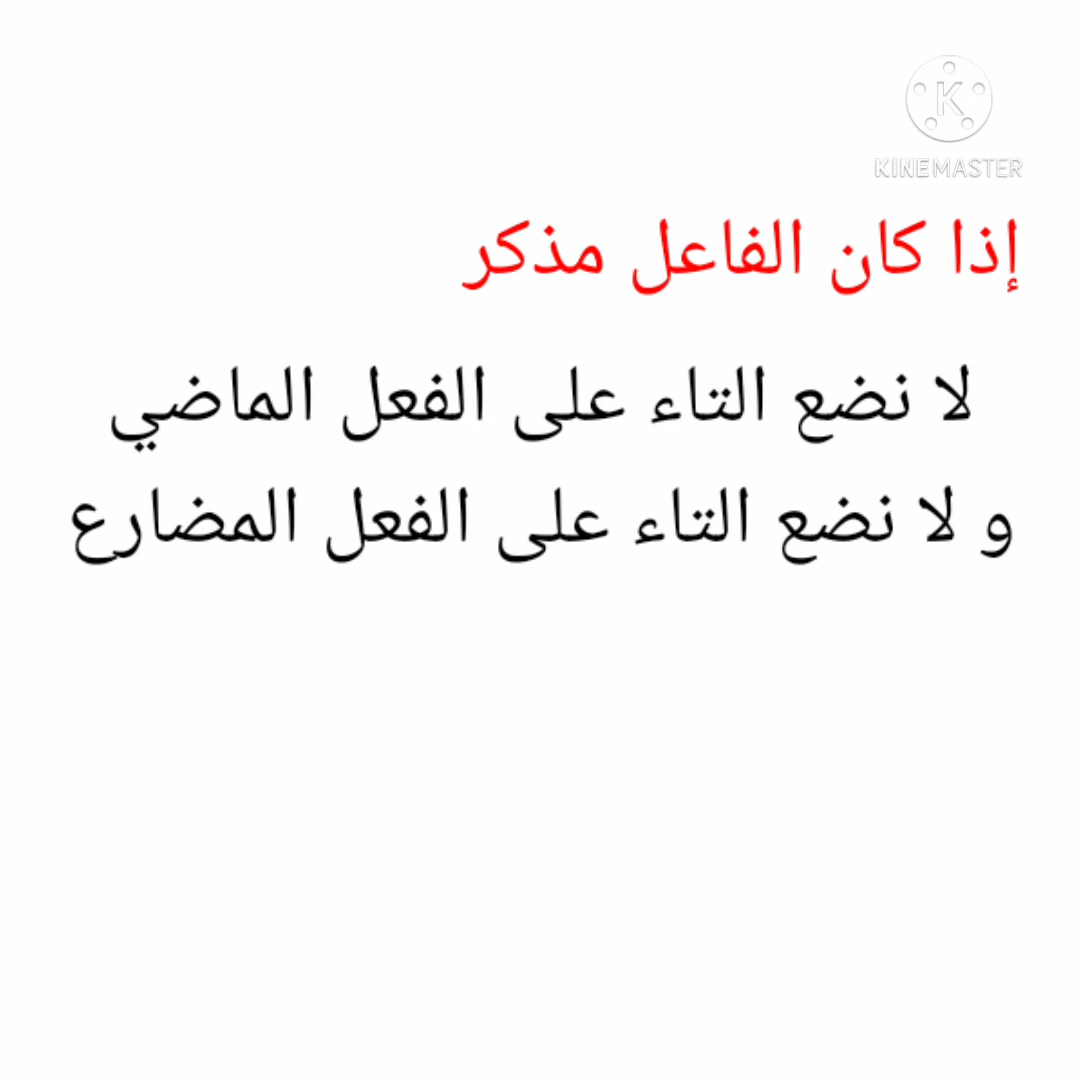 KINEMASTER
إذا كان الفاعل مذكر
لا نضع التاء على الفعل الماضي
و لا نضع التاء على الفعل المضارع